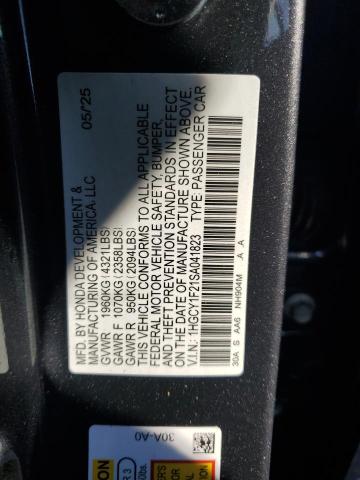 MFD. BY HONDA DEVELOPMENT & 05/25
MANUFACTURING OF AMERICA, LLC
GVWR 1960KG(4321LBS)
GAWR F 1070KG(2358LBS)
GAWR R 950KG(2094LBS)
THIS VEHICLE CONFORMS TO ALL APPLICABLE
FEDERAL MOTOR VEHICLE SAFETY, BUMPER,
AND THEFT PREVENTION STANDARDS IN EFFECT
ON THE DATE OF MANUFACTURE SHOWN ABOVE.
V.I.N.: 1HGCY1F21SA041823 TYPE: PASSENGER CAR
30A S AA6 NH904M A A
30A-A0